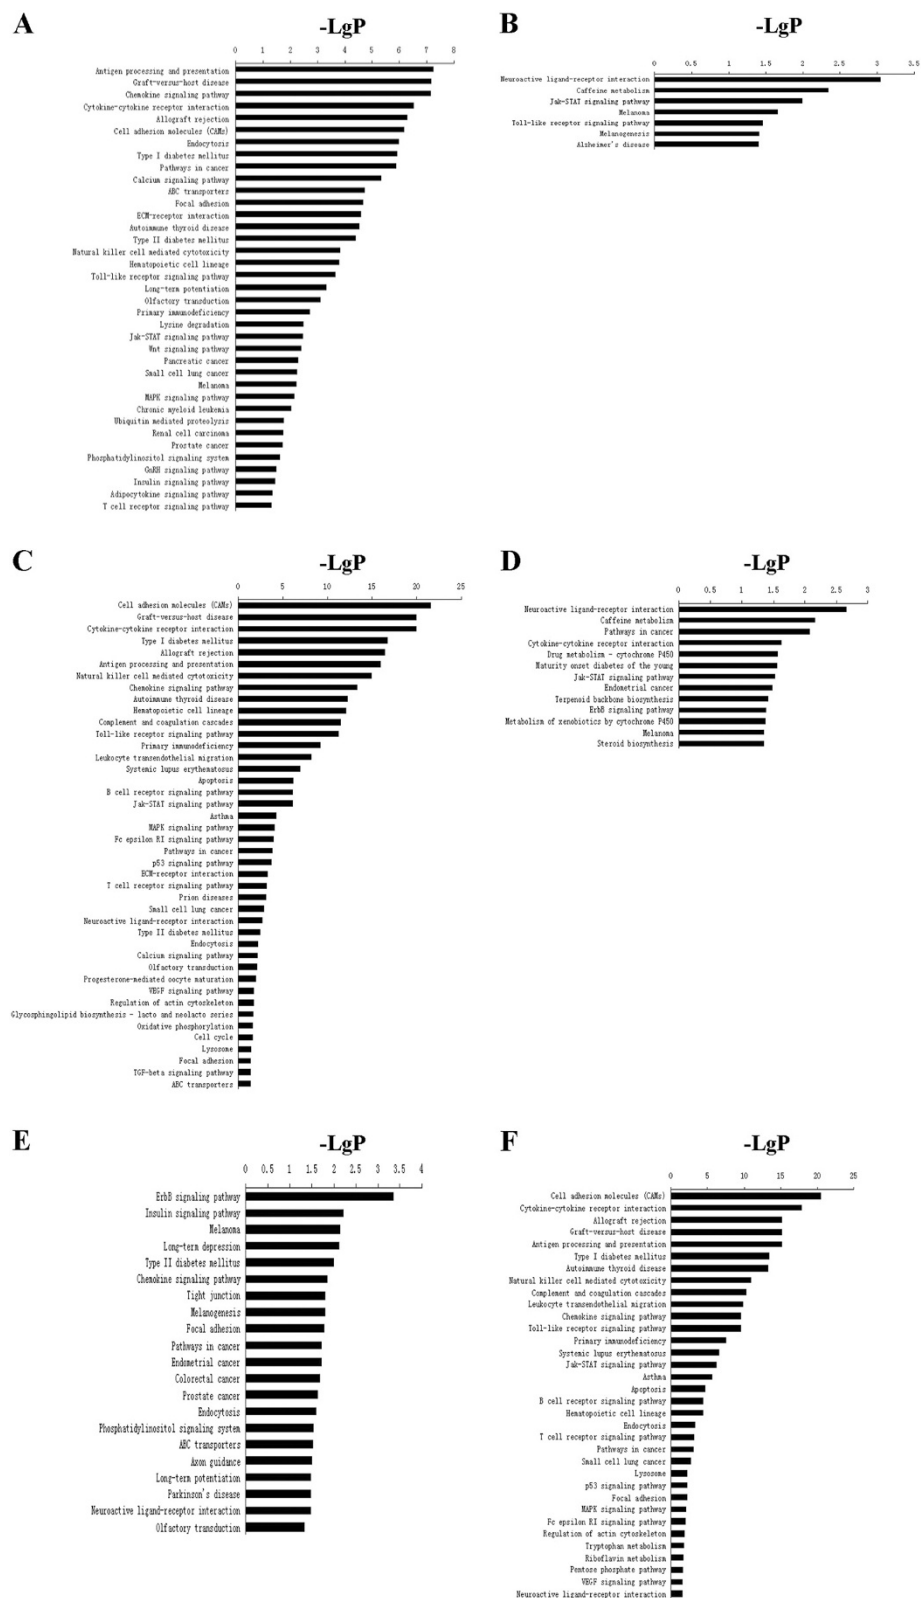 A
-LgP
0 1 2 3 4 5 6 7 8
Antigen processing and presentation
Graft-versus-host disease
Chemokine signaling pathway
Cytokine-cytokine receptor interaction
Allograft rejection
Cell adhesion molecules (CAMs)
Endocytosis
Type I diabetes mellitus
Pathways in cancer
Calcium signaling pathway
ABC transporters
Focal adhesion
ECM-receptor interaction
Autoimmune thyroid disease
Type II diabetes mellitus
Natural killer cell mediated cytotoxicity
Hematopoietic cell lineage
Toll-like receptor signaling pathway
Long-term potentiation
Olfactory transduction
Primary immunodeficiency
Lysine degradation
Jak-STAT signaling pathway
Wnt signaling pathway
Pancreatic cancer
Small cell lung cancer
Melanoma
MAPK signaling pathway
Chronic myeloid leukemia
Ubiquitin mediated proteolysis
Renal cell carcinoma
Prostate cancer
Phosphatidylinositol signaling system
GnRH signaling pathway
Insulin signaling pathway
Adipocytokine signaling pathway
T cell receptor signaling pathway
B
-LgP
0 0.5 1 1.5 2 2.5 3 3.5
Neuroactive ligand-receptor interaction
Caffeine metabolism
Jak-STAT signaling pathway
Melanoma
Toll-like receptor signaling pathway
Melanogenesis
Alzheimer's disease
C
-LgP
0 5 10 15 20 25
Cell adhesion molecules (CAMs)
Graft-versus-host disease
Cytokine-cytokine receptor interaction
Type I diabetes mellitus
Allograft rejection
Antigen processing and presentation
Natural killer cell mediated cytotoxicity
Chemokine signaling pathway
Autoimmune thyroid disease
Hematopoietic cell lineage
Complement and coagulation cascades
Toll-like receptor signaling pathway
Primary immunodeficiency
Leukocyte transendothelial migration
Systemic lupus erythematosus
Apoptosis
B cell receptor signaling pathway
Jak-STAT signaling pathway
Asthma
MAPK signaling pathway
Fc epsilon RI signaling pathway
Pathways in cancer
p53 signaling pathway
ECM-receptor interaction
T cell receptor signaling pathway
Prion diseases
Small cell lung cancer
Neuroactive ligand-receptor interaction
Type II diabetes mellitus
Endocytosis
Calcium signaling pathway
Olfactory transduction
Progesterone-mediated oocyte maturation
VEGF signaling pathway
Regulation of actin cytoskeleton
Glycosphingolipid biosynthesis - lacto and neolacto series
Oxidative phosphorylation
Cell cycle
Lysosome
Focal adhesion
TGF-beta signaling pathway
ABC transporters
D
-LgP
0 0.5 1 1.5 2 2.5 3
Neuroactive ligand-receptor interaction
Caffeine metabolism
Pathways in cancer
Cytokine-cytokine receptor interaction
Drug metabolism - cytochrome P450
Maturity onset diabetes of the young
Jak-STAT signaling pathway
Endometrial cancer
Terpenoid backbone biosynthesis
ErbB signaling pathway
Metabolism of xenobiotics by cytochrome P450
Melanoma
Steroid biosynthesis
E
-LgP
0 0.5 1 1.5 2 2.5 3 3.5 4
ErbB signaling pathway
Insulin signaling pathway
Melanoma
Long-term depression
Type II diabetes mellitus
Chemokine signaling pathway
Tight junction
Melanogenesis
Focal adhesion
Pathways in cancer
Endometrial cancer
Colorectal cancer
Prostate cancer
Endocytosis
Phosphatidylinositol signaling system
ABC transporters
Axon guidance
Long-term potentiation
Parkinson's disease
Neuroactive ligand-receptor interaction
Olfactory transduction
F
-LgP
0 5 10 15 20 25
Cell adhesion molecules (CAMs)
Cytokine-cytokine receptor interaction
Allograft rejection
Graft-versus-host disease
Antigen processing and presentation
Type I diabetes mellitus
Autoimmune thyroid disease
Natural killer cell mediated cytotoxicity
Complement and coagulation cascades
Leukocyte transendothelial migration
Chemokine signaling pathway
Toll-like receptor signaling pathway
Primary immunodeficiency
Systemic lupus erythematosus
Jak-STAT signaling pathway
Asthma
Apoptosis
B cell receptor signaling pathway
Hematopoietic cell lineage
Endocytosis
T cell receptor signaling pathway
Pathways in cancer
Small cell lung cancer
Lysosome
p53 signaling pathway
Focal adhesion
MAPK signaling pathway
Fc epsilon RI signaling pathway
Regulation of actin cytoskeleton
Tryptophan metabolism
Riboflavin metabolism
Pentose phosphate pathway
VEGF signaling pathway
Neuroactive ligand-receptor interaction